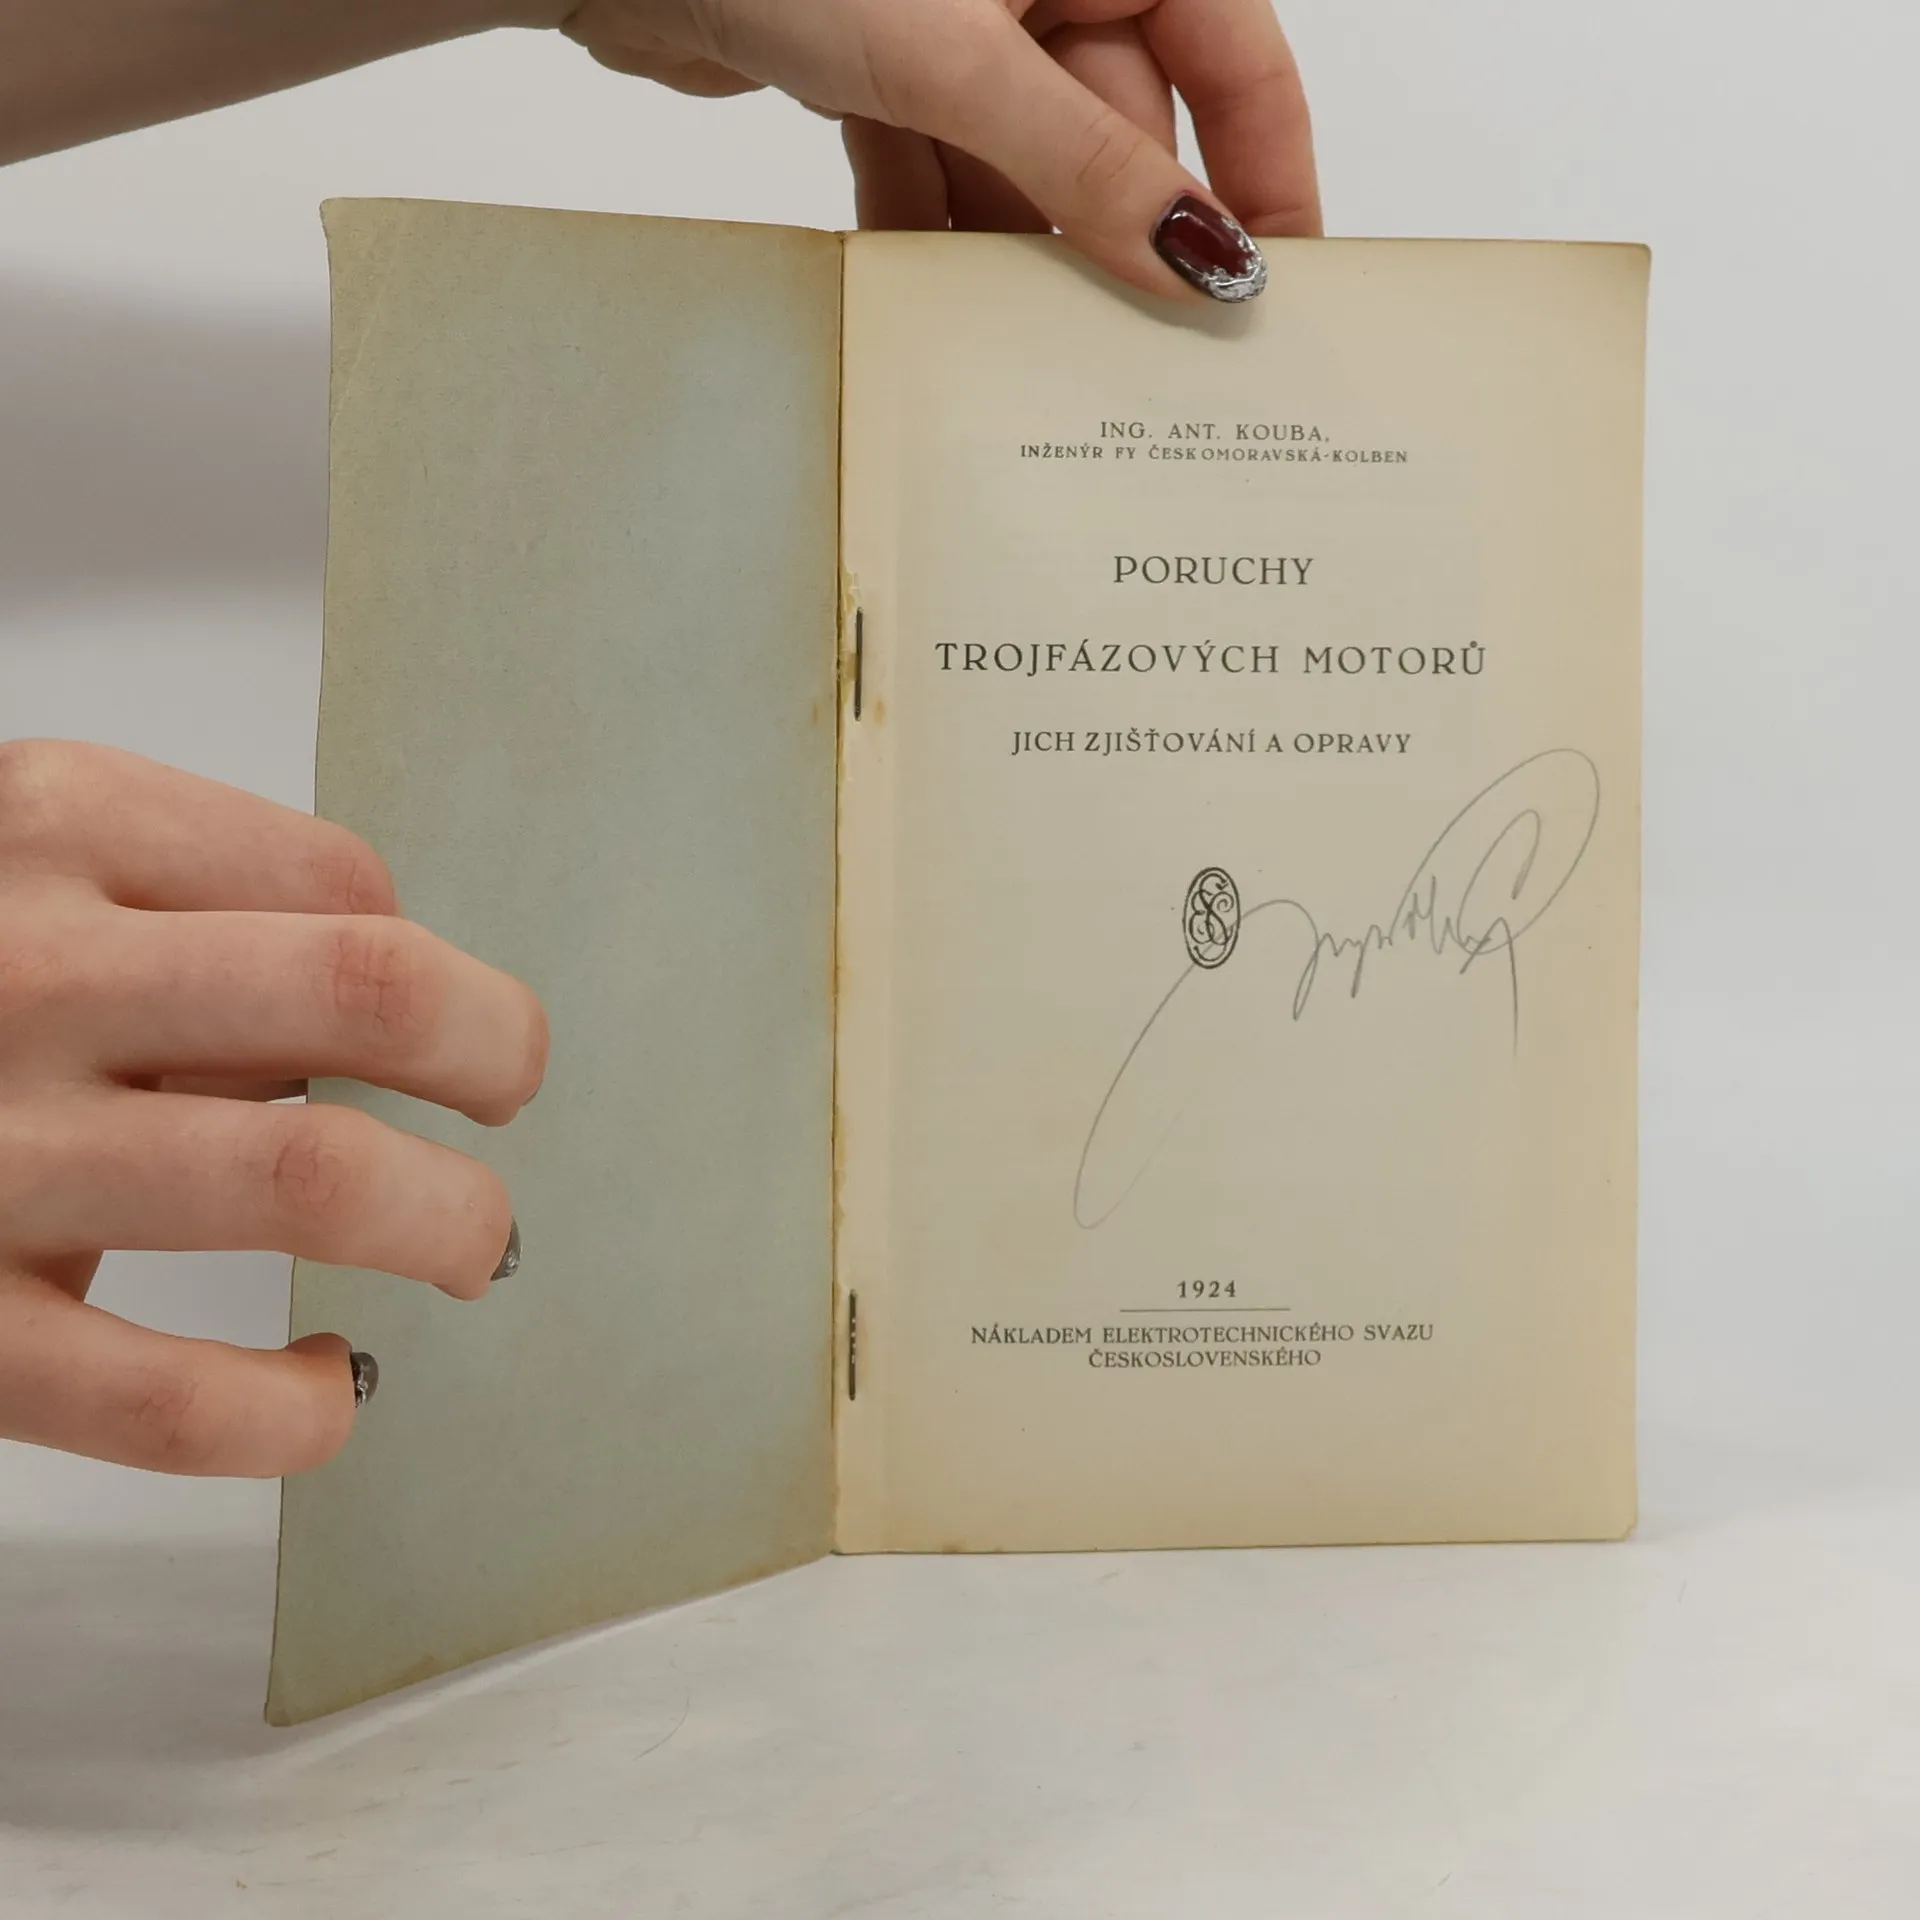 ING. ANT. KOUBA,
INŽENÝR FY ČESKOMORAVSKÁ-KOLBEN
PORUCHY
TROJFÁZOVÝCH MOTORŮ
JICH ZJIŠŤOVÁNÍ A OPRAVY
1924
NÁKLADEM ELEKTROTECHNICKÉHO SVAZU
ČESKOSLOVENSKÉHO